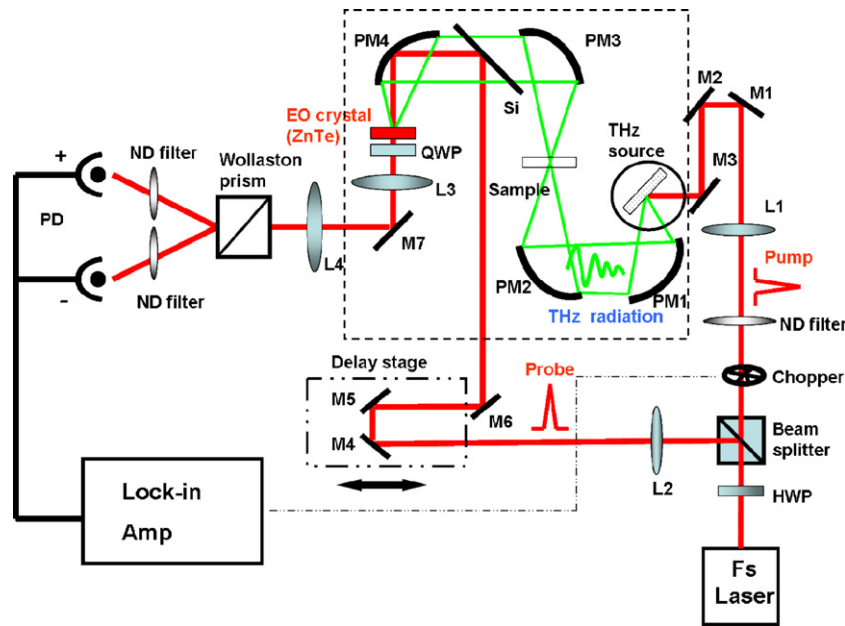 PM4
PM3
M2
M1
Si
EO crystal
(ZnTe)
THz
source
+
ND filter
Wollaston
prism
QWP
M3
Sample
L3
L1
PD
M7
Pump
-
L4
PM2
PM1
ND filter
THz radiation
ND filter
Delay stage
Probe
Chopper
M5
M6
M4
Beam
splitter
L2
HWP
Lock-in
Amp
Fs
Laser